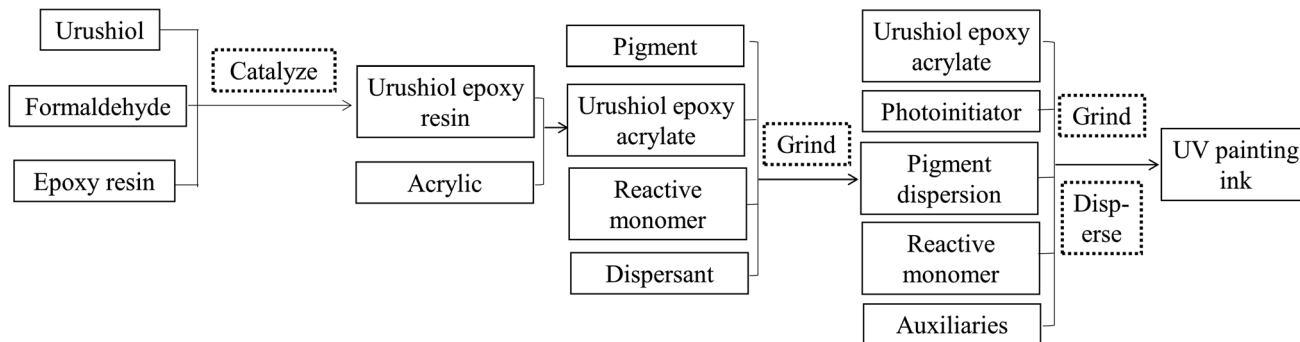 Urushiol
Formaldehyde
Epoxy resin
Catalyze
Urushiol epoxy
resin
Acrylic
Pigment
Urushiol epoxy
acrylate
Reactive
monomer
Dispersant
Grind
Urushiol epoxy
acrylate
Photoinitiator
Pigment
dispersion
Reactive
monomer
Auxiliaries
Grind
Disp-
erse
UV painting
ink